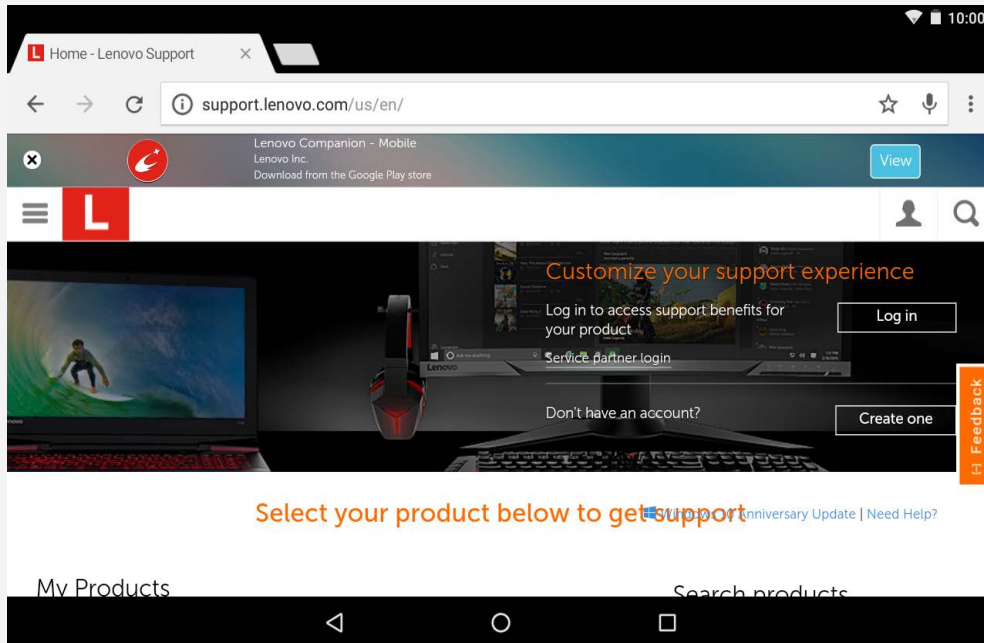 10:00
L Home - Lenovo Support
support.lenovo.com/us/en/
Lenovo Companion - Mobile
Lenovo Inc.
Download from the Google Play store
View
L
Customize your support experience
Log in to access support benefits for
your product
Log in
Service partner login
Lenovo
Don't have an account?
Create one
Feedback
Select your product below to get support
Windows 10 Anniversary Update | Need Help?
My Products
Search products